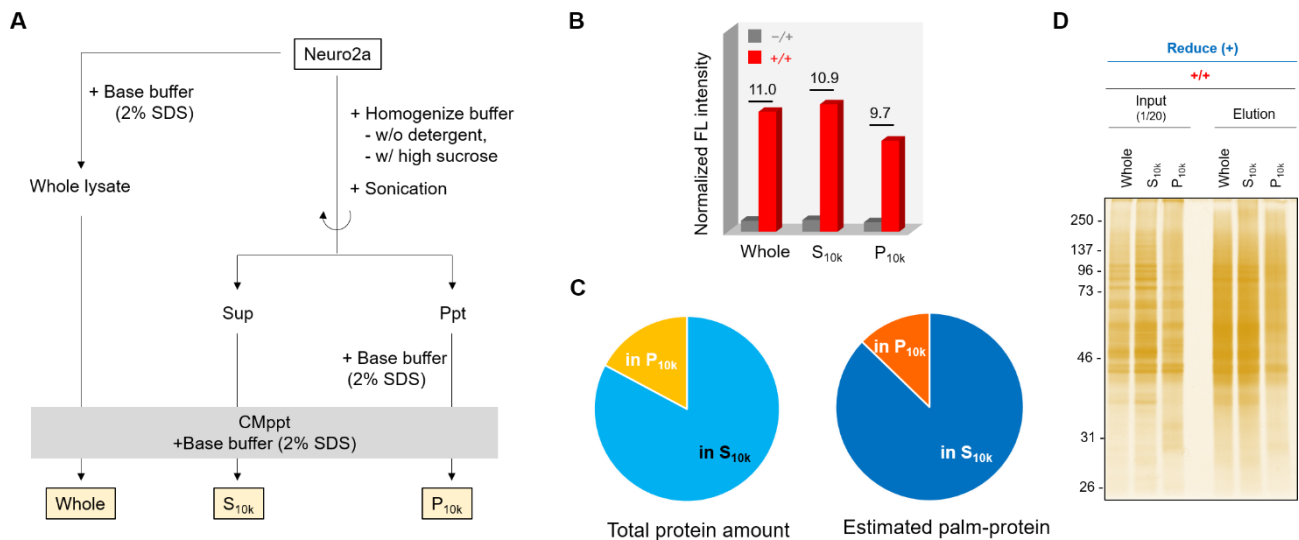 A
Neuro2a
+ Base buffer
(2% SDS)
+ Homogenize buffer
- w/o detergent,
- w/ high sucrose
+ Sonication
Whole lysate
Sup
Ppt
+ Base buffer
(2% SDS)
CMppt
+Base buffer (2% SDS)
Whole
S10k
P10k
B
−/+
+/+
Normalized FL intensity
11.0
10.9
9.7
Whole
S10k
P10k
C
in P10k
in S10k
Total protein amount
in P10k
in S10k
Estimated palm-protein
D
Reduce (+)
+/+
Input
(1/20)
Elution
Whole
S10k
P10k
Whole
S10k
P10k
250 -
137 -
96 -
73 -
46 -
31 -
26 -